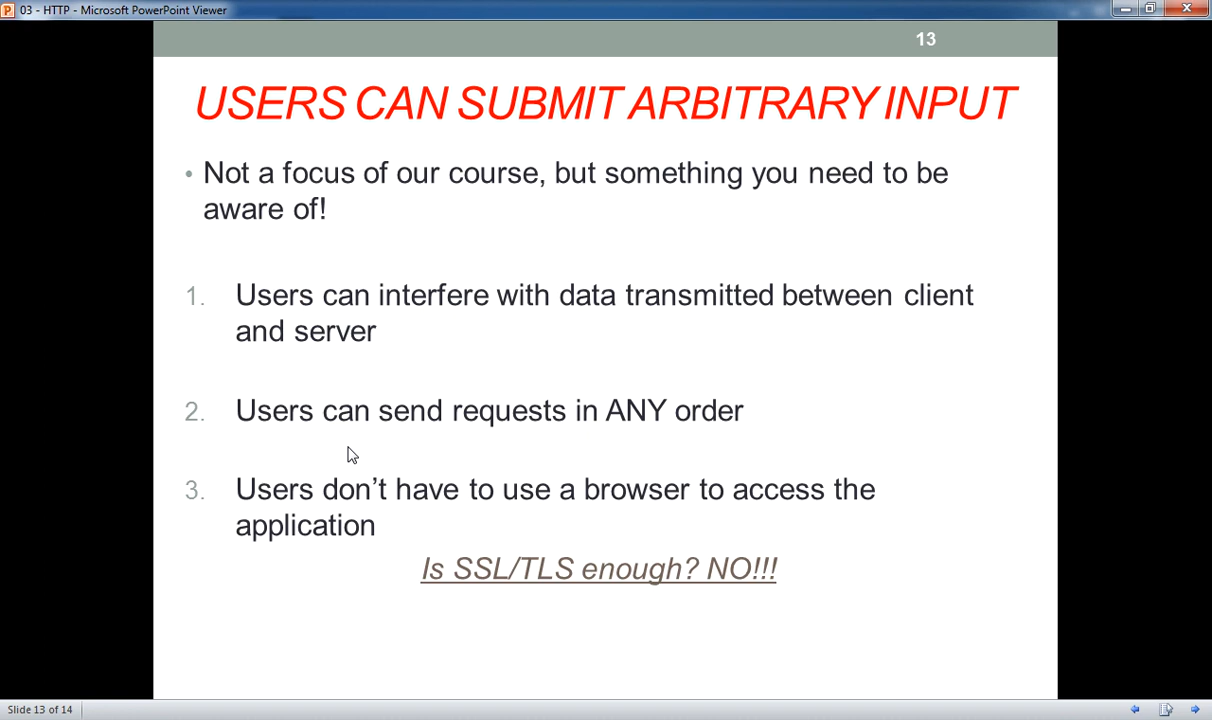 03 - HTTP - Microsoft PowerPoint Viewer
13
USERS CAN SUBMIT ARBITRARY INPUT
• Not a focus of our course, but something you need to be
aware of!
1. Users can interfere with data transmitted between client
and server
2. Users can send requests in ANY order
3. Users don’t have to use a browser to access the
application
Is SSL/TLS enough? NO!!!
Slide 13 of 14